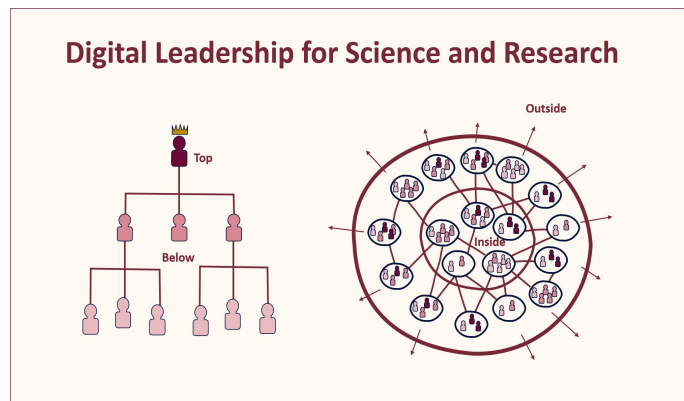 Digital Leadership for Science and Research
Outside
Top
Inside
Below